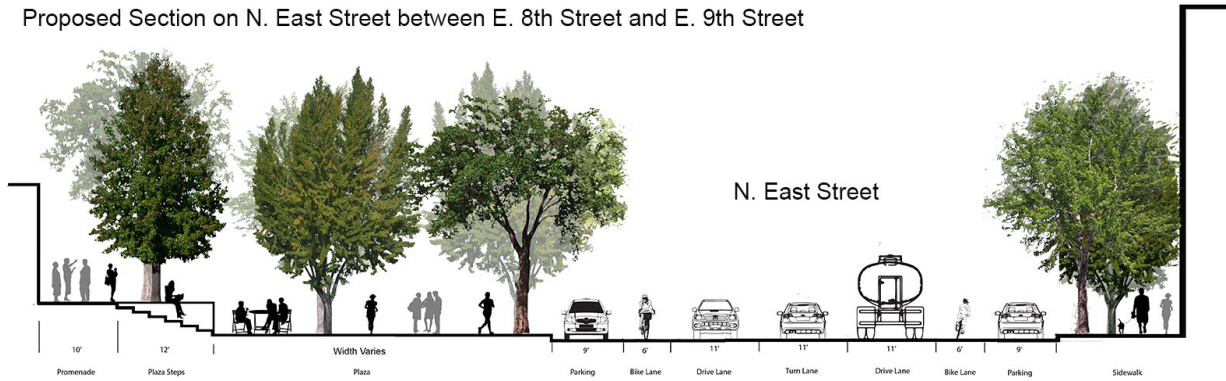 Proposed Section on N. East Street between E. 8th Street and E. 9th Street
N. East Street
10' 12' Width Varies 9' 6' 11' 11' 11' 6' 9'
Promenade Plaza Steps Plaza Parking Bike Lane Drive Lane Turn Lane Drive Lane Bike Lane Parking Sidewalk